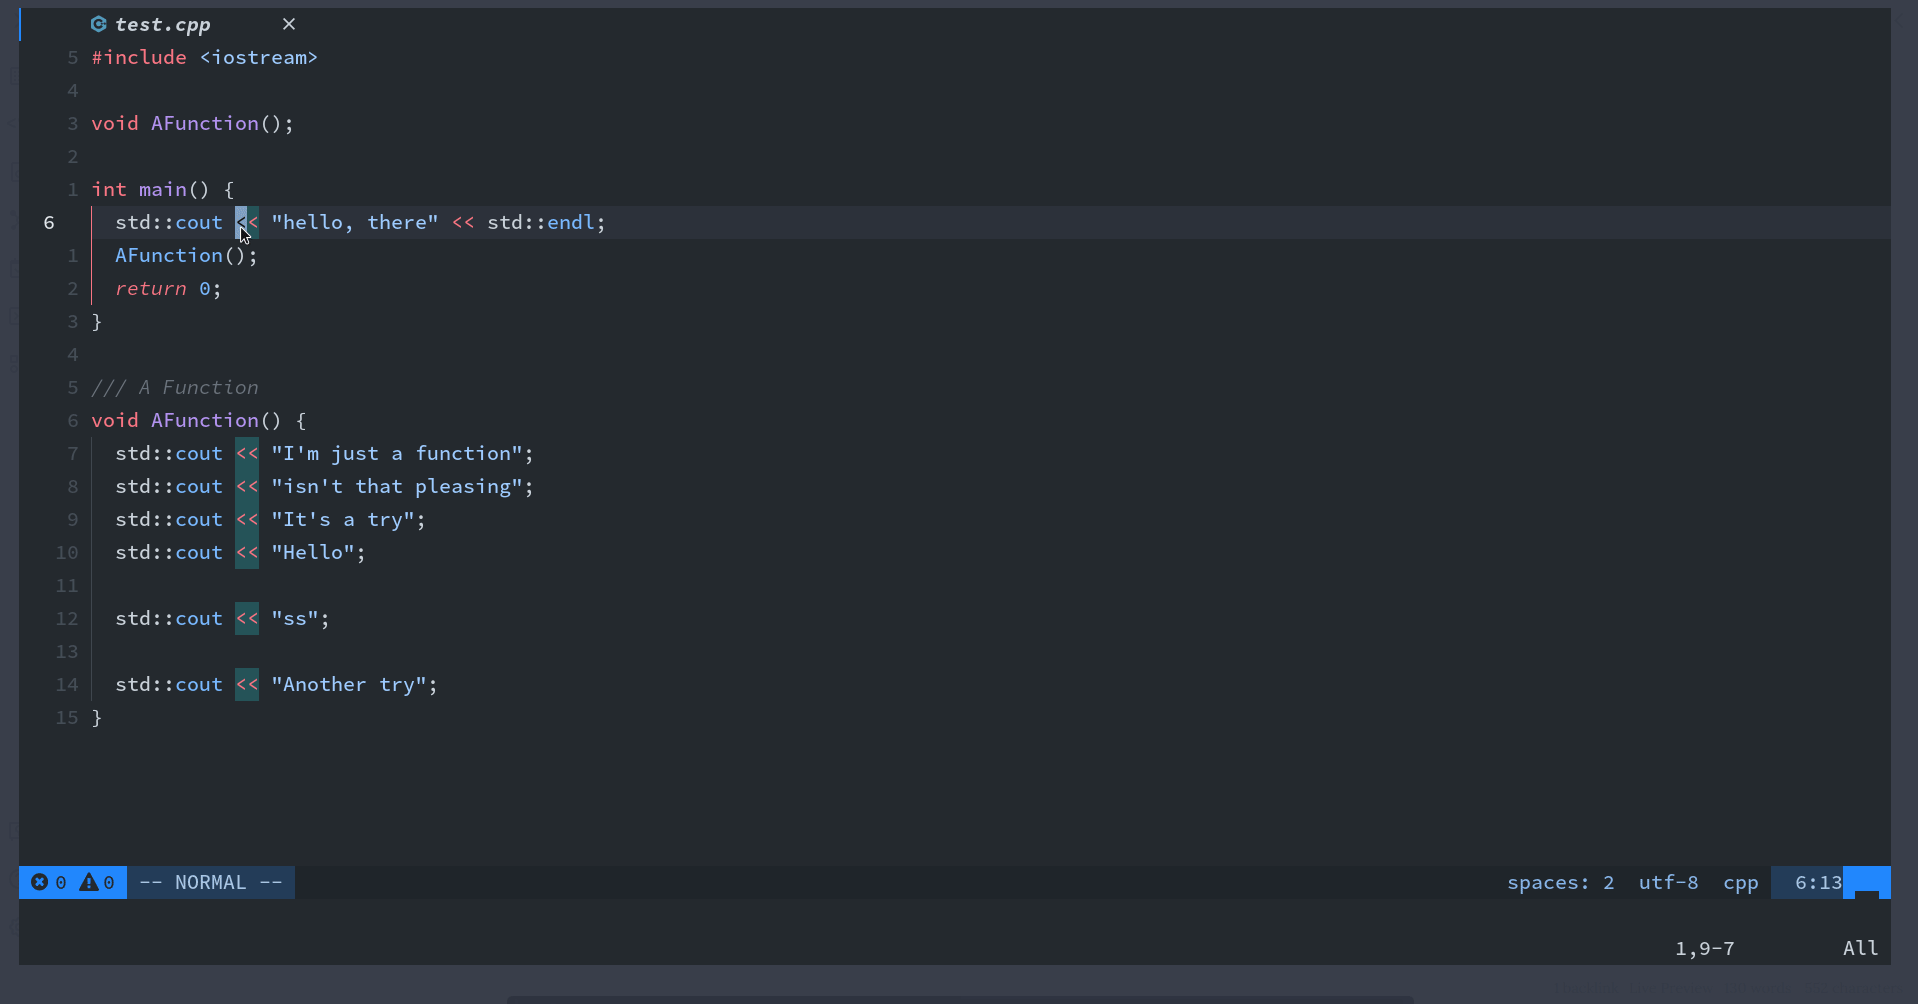 test.cpp ×
5 #include <iostream>
4
3 void AFunction();
2
1 int main() {
6 std::cout << "hello, there" << std::endl;
1 AFunction();
2 return 0;
3 }
4
5 /// A Function
6 void AFunction() {
7 std::cout << "I'm just a function";
8 std::cout << "isn't that pleasing";
9 std::cout << "It's a try";
10 std::cout << "Hello";
11
12 std::cout << "ss";
13
14 std::cout << "Another try";
15 }
0 0 -- NORMAL -- spaces: 2 utf-8 cpp 6:13
1,9-7 All